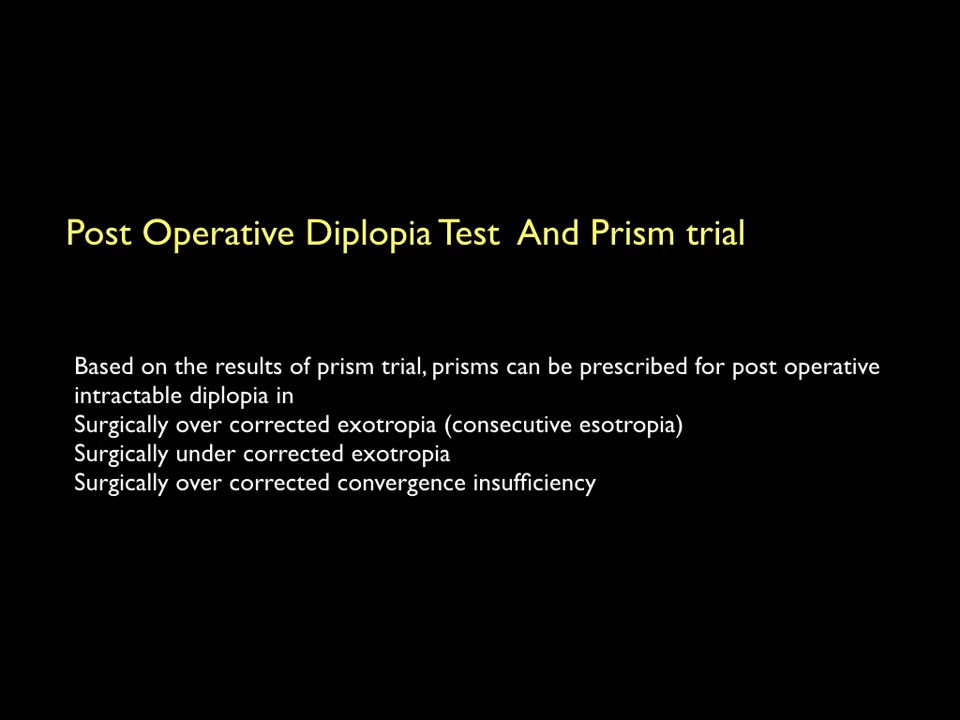 Post Operative Diplopia Test And Prism trial
Based on the results of prism trial, prisms can be prescribed for post operative
intractable diplopia in
Surgically over corrected exotropia (consecutive esotropia)
Surgically under corrected exotropia
Surgically over corrected convergence insufficiency